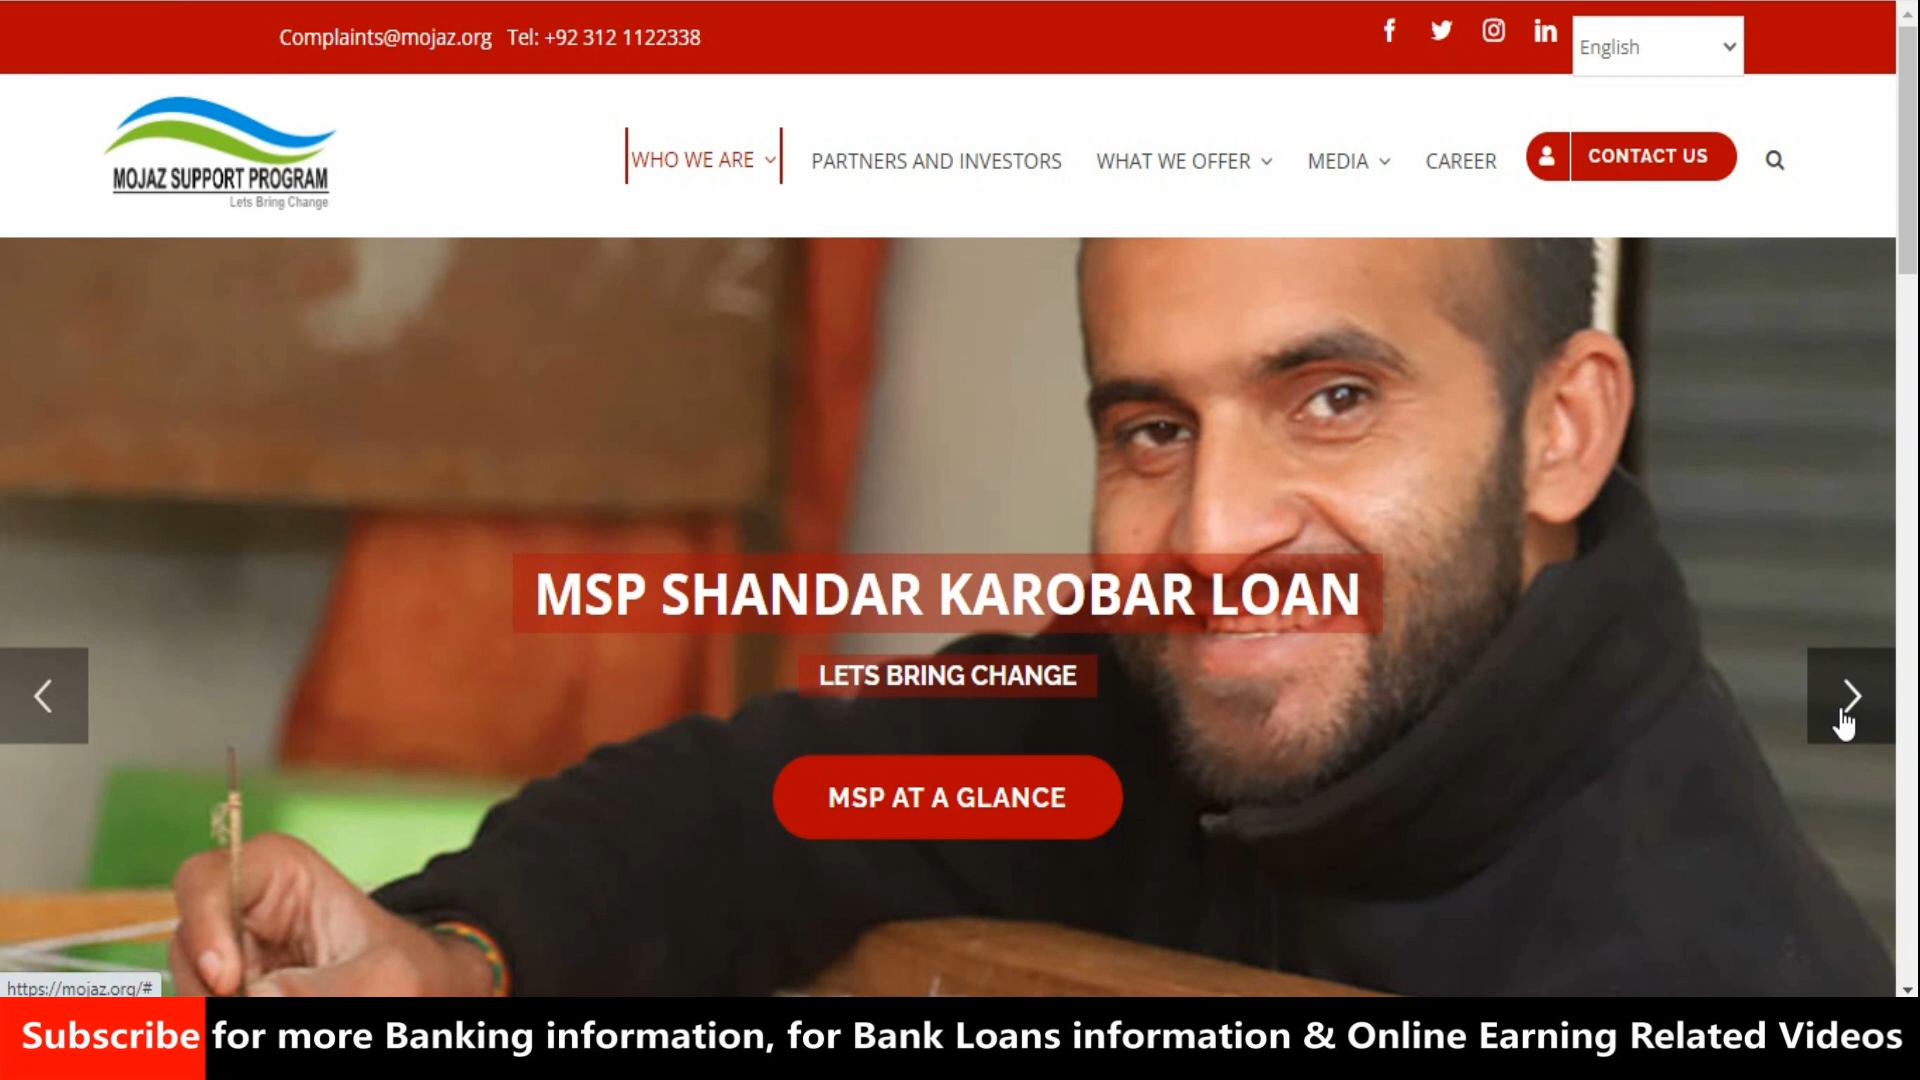 Complaints@mojaz.org Tel: +92 312 1122338
English
MOJAZ SUPPORT PROGRAM
Lets Bring Change
WHO WE ARE
PARTNERS AND INVESTORS
WHAT WE OFFER
MEDIA
CAREER
CONTACT US
MSP SHANDAR KAROBAR LOAN
LETS BRING CHANGE
MSP AT A GLANCE
https://mojaz.org/#
Subscribe for more Banking information, for Bank Loans information & Online Earning Related Videos